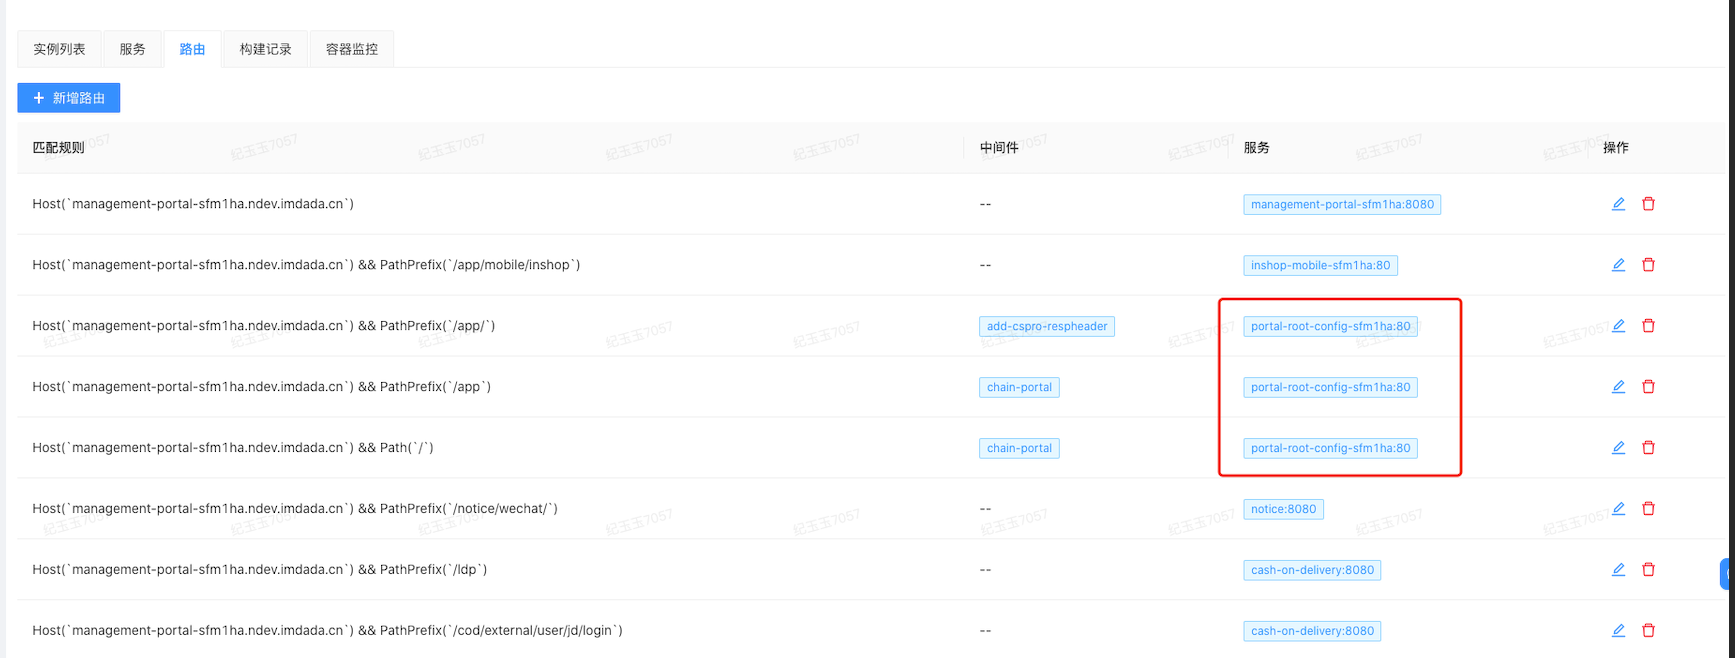 实例列表 服务 路由 构建记录 容器监控
+ 新增路由
匹配规则 中间件 服务 操作
Host(`management-portal-sfm1ha.ndev.imdada.cn`) -- management-portal-sfm1ha:8080
Host(`management-portal-sfm1ha.ndev.imdada.cn`) && PathPrefix(`/app/mobile/inshop`) -- inshop-mobile-sfm1ha:80
Host(`management-portal-sfm1ha.ndev.imdada.cn`) && PathPrefix(`/app/`) add-cspro-respheader portal-root-config-sfm1ha:80
Host(`management-portal-sfm1ha.ndev.imdada.cn`) && PathPrefix(`/app`) chain-portal portal-root-config-sfm1ha:80
Host(`management-portal-sfm1ha.ndev.imdada.cn`) && Path(`/`) chain-portal portal-root-config-sfm1ha:80
Host(`management-portal-sfm1ha.ndev.imdada.cn`) && PathPrefix(`/notice/wechat/`) -- notice:8080
Host(`management-portal-sfm1ha.ndev.imdada.cn`) && PathPrefix(`/ldp`) -- cash-on-delivery:8080
Host(`management-portal-sfm1ha.ndev.imdada.cn`) && PathPrefix(`/cod/external/user/jd/login`) -- cash-on-delivery:8080
纪玉玉7057